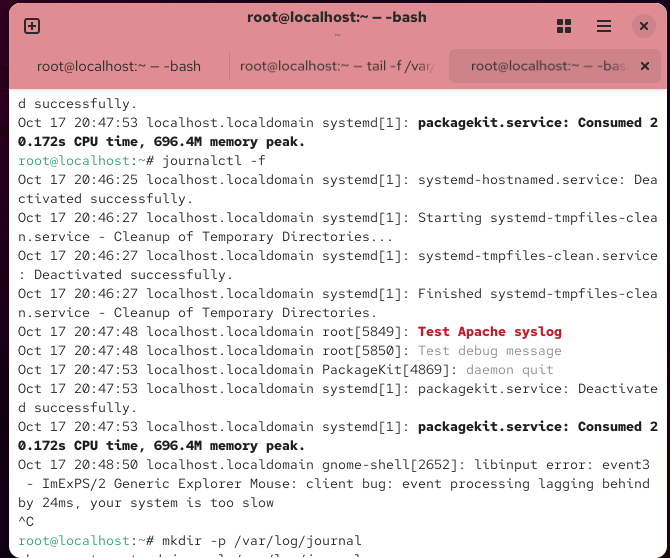 root@localhost:~ — -bash
~
root@localhost:~ — -bash
root@localhost:~ — tail -f /var/
root@localhost:~ — -bas
d successfully.
Oct 17 20:47:53 localhost.localdomain systemd[1]: packagekit.service: Consumed 2
0.172s CPU time, 696.4M memory peak.
root@localhost:~# journalctl -f
Oct 17 20:46:25 localhost.localdomain systemd[1]: systemd-hostnamed.service: Dea
ctivated successfully.
Oct 17 20:46:27 localhost.localdomain systemd[1]: Starting systemd-tmpfiles-clea
n.service - Cleanup of Temporary Directories...
Oct 17 20:46:27 localhost.localdomain systemd[1]: systemd-tmpfiles-clean.service
: Deactivated successfully.
Oct 17 20:46:27 localhost.localdomain systemd[1]: Finished systemd-tmpfiles-clea
n.service - Cleanup of Temporary Directories.
Oct 17 20:47:48 localhost.localdomain root[5849]: Test Apache syslog
Oct 17 20:47:48 localhost.localdomain root[5850]: Test debug message
Oct 17 20:47:53 localhost.localdomain PackageKit[4869]: daemon quit
Oct 17 20:47:53 localhost.localdomain systemd[1]: packagekit.service: Deactivate
d successfully.
Oct 17 20:47:53 localhost.localdomain systemd[1]: packagekit.service: Consumed 2
0.172s CPU time, 696.4M memory peak.
Oct 17 20:48:50 localhost.localdomain gnome-shell[2652]: libinput error: event3
 - ImExPS/2 Generic Explorer Mouse: client bug: event processing lagging behind
by 24ms, your system is too slow
^C
root@localhost:~# mkdir -p /var/log/journal